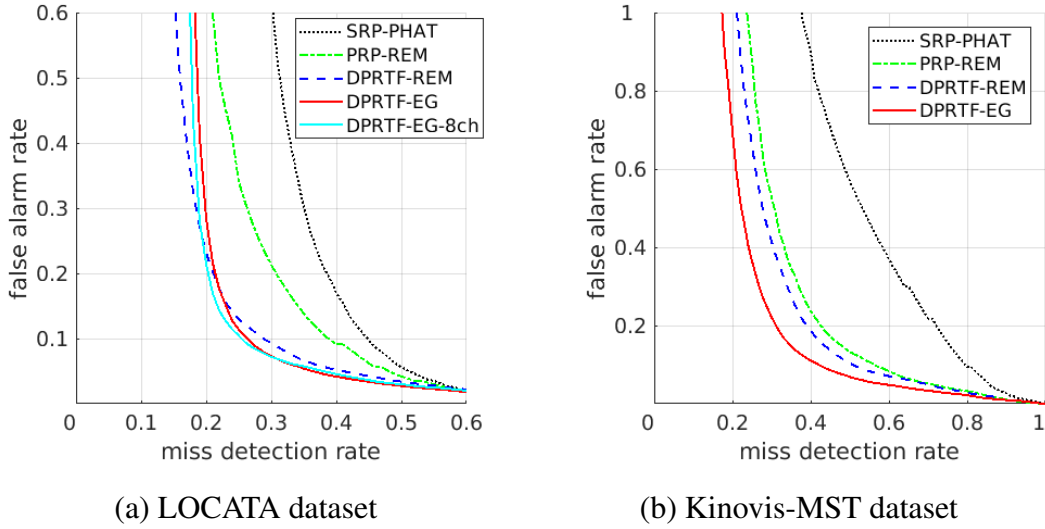 0.6
0.5
0.4
0.3
0.2
0.1
false alarm rate
0
0.1
0.2
0.3
0.4
0.5
0.6
miss detection rate
SRP-PHAT
PRP-REM
DPRTF-REM
DPRTF-EG
DPRTF-EG-8ch
(a) LOCATA dataset
1
0.8
0.6
0.4
0.2
false alarm rate
0
0.2
0.4
0.6
0.8
1
miss detection rate
SRP-PHAT
PRP-REM
DPRTF-REM
DPRTF-EG
(b) Kinovis-MST dataset